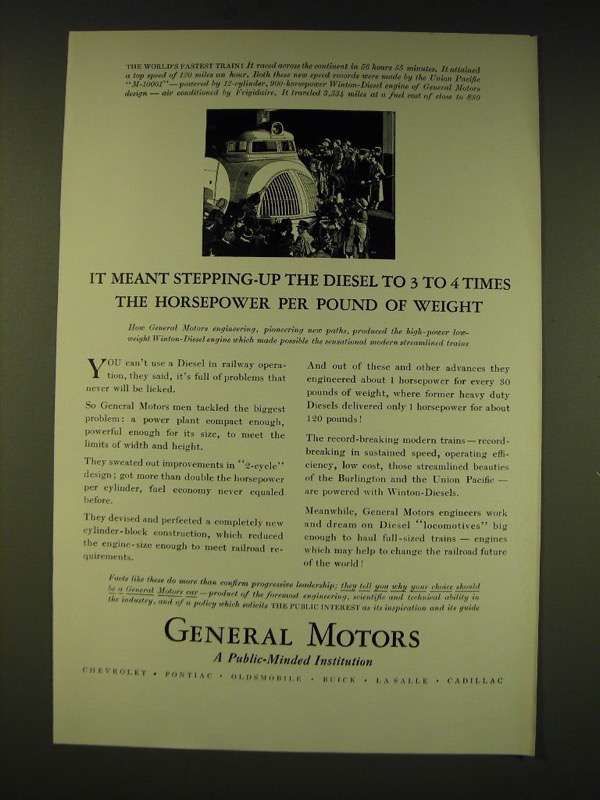 THE WORLD'S FASTEST TRAIN! It raced across the continent in 56 hours 55 minutes. It attained
a top speed of 120 miles an hour. Both these new speed records were made by the Union Pacific
"M-10001"—powered by 12-cylinder, 900-horsepower Winton-Diesel engine of General Motors
design — air conditioned by Frigidaire. It traveled 3,334 miles at a fuel cost of close to $80
IT MEANT STEPPING-UP THE DIESEL TO 3 TO 4 TIMES
THE HORSEPOWER PER POUND OF WEIGHT
How General Motors engineering, pioneering new paths, produced the high-power low-
weight Winton-Diesel engine which made possible the sensational modern streamlined trains
YOU can't use a Diesel in railway opera-
tion, they said, it's full of problems that
never will be licked.
So General Motors men tackled the biggest
problem: a power plant compact enough,
powerful enough for its size, to meet the
limits of width and height.
They sweated out improvements in "2-cycle"
design; got more than double the horsepower
per cylinder, fuel economy never equaled
before.
They devised and perfected a completely new
cylinder-block construction, which reduced
the engine-size enough to meet railroad re-
quirements.
And out of these and other advances they
engineered about 1 horsepower for every 30
pounds of weight, where former heavy duty
Diesels delivered only 1 horsepower for about
120 pounds!
The record-breaking modern trains — record-
breaking in sustained speed, operating effi-
ciency, low cost, those streamlined beauties
of the Burlington and the Union Pacific —
are powered with Winton-Diesels.
Meanwhile, General Motors engineers work
and dream on Diesel "locomotives" big
enough to haul full-sized trains — engines
which may help to change the railroad future
of the world!
Facts like these do more than confirm progressive leadership; they tell you why your choice should
be a General Motors car—product of the foremost engineering, scientific and technical ability in
the industry, and of a policy which solicits THE PUBLIC INTEREST as its inspiration and its guide
GENERAL MOTORS
A Public-Minded Institution
CHEVROLET • PONTIAC • OLDSMOBILE • BUICK • LA SALLE • CADILLAC